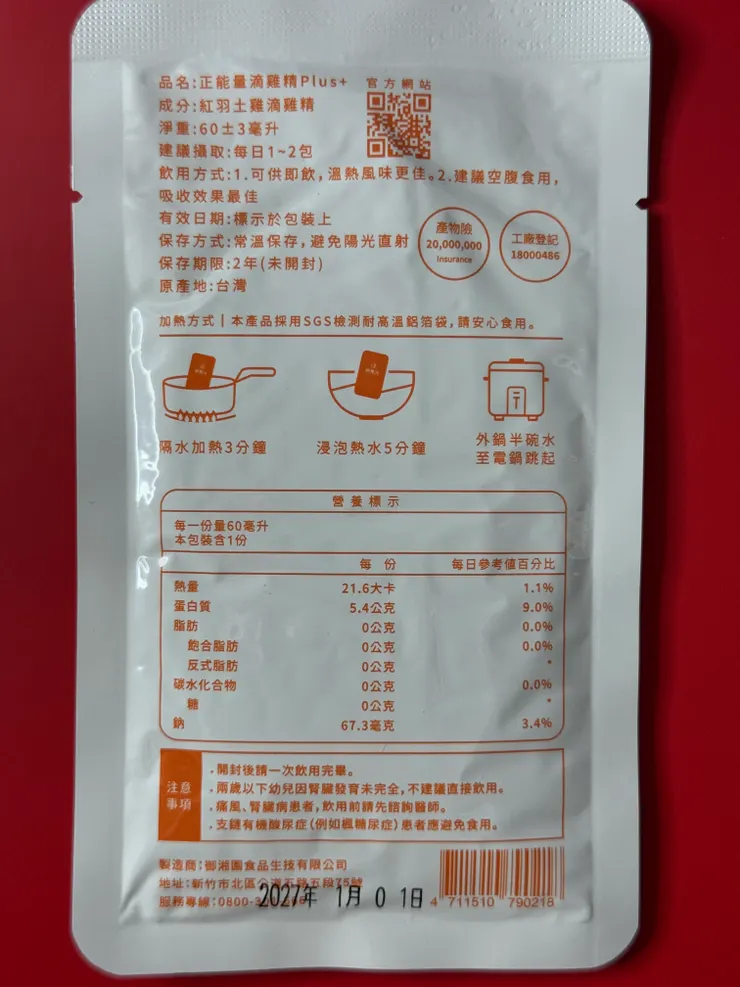 品名:正能量滴雞精Plus+
官方網站
成分:紅羽土雞滴雞精
淨重:60±3毫升
建議攝取:每日1~2包
飲用方式:1.可供即飲,溫熱風味更佳。2.建議空腹食用,
吸收效果最佳
有效日期:標示於包裝上
保存方式:常溫保存,避免陽光直射
保存期限:2年(未開封)
原產地:台灣
產物險
20,000,000
Insurance
工廠登記
18000486
加熱方式|本產品採用SGS檢測耐高溫鋁箔袋,請安心食用。
隔水加熱3分鐘
浸泡熱水5分鐘
外鍋半碗水
至電鍋跳起
營養標示
每一份量60毫升
本包裝含1份
每份 每日參考值百分比
熱量 21.6大卡 1.1%
蛋白質 5.4公克 9.0%
脂肪 0公克 0.0%
飽合脂肪 0公克 0.0%
反式脂肪 0公克 *
碳水化合物 0公克 0.0%
糖 0公克 *
鈉 67.3毫克 3.4%
注意
事項
.開封後請一次飲用完畢。
.兩歲以下幼兒因腎臟發育未完全,不建議直接飲用。
.痛風、腎臟病患者,飲用前請先諮詢醫師。
.支鏈有機酸尿症(例如楓糖尿症)患者應避免食用。
製造商:御湘園食品生技有限公司
地址:新竹市北區公道五路五段75號
服務專線:0800-3
2027年 1月 0 1日
4 711510 790218